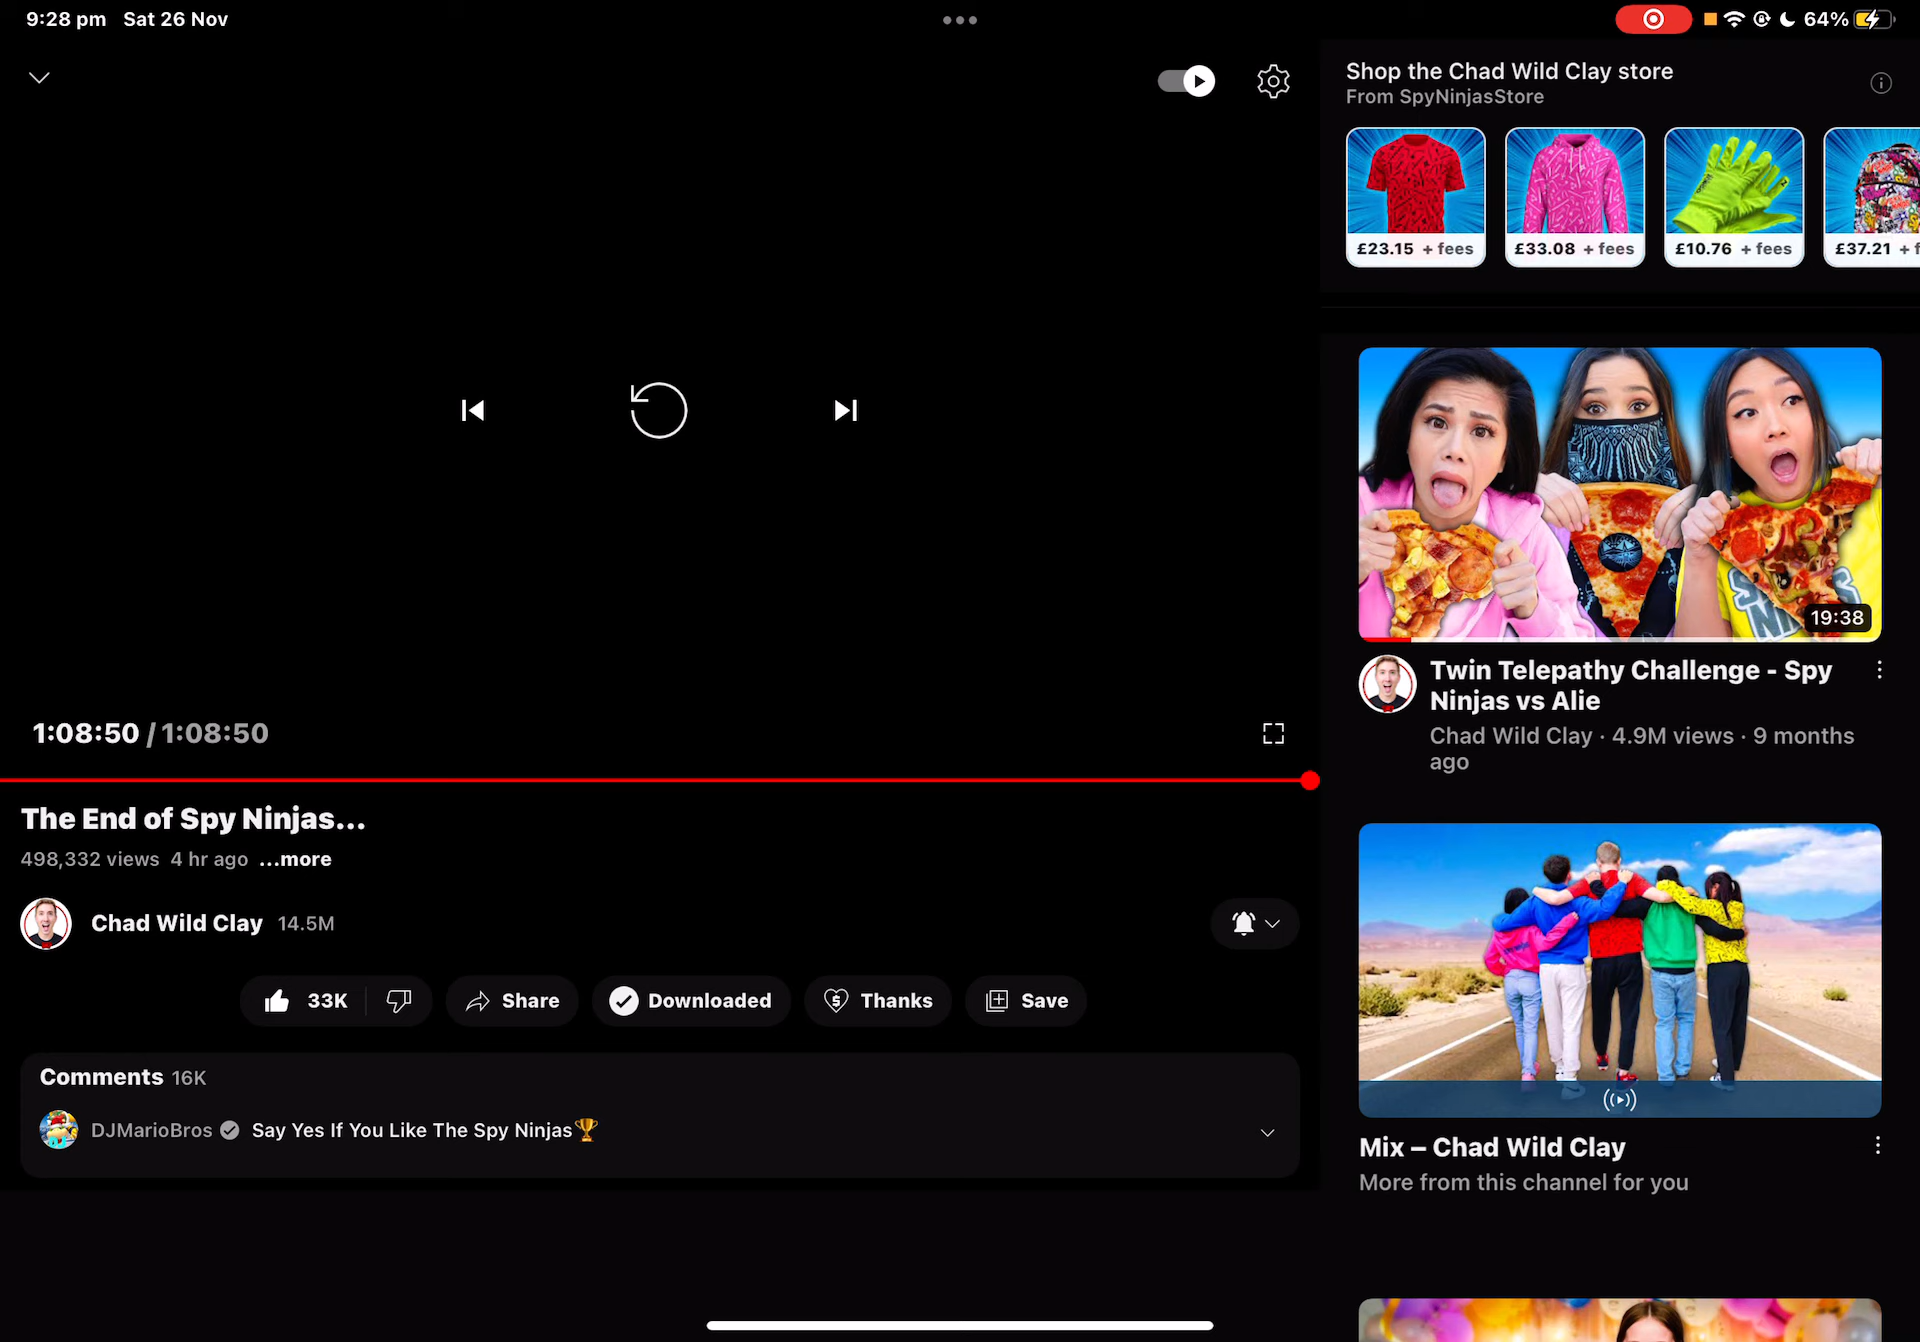 9:28 pm Sat 26 Nov
64%
Shop the Chad Wild Clay store
From SpyNinjasStore
£23.15 + fees
£33.08 + fees
£10.76 + fees
£37.21 + f
19:38
Twin Telepathy Challenge - Spy
Ninjas vs Alie
Chad Wild Clay · 4.9M views · 9 months
ago
1:08:50 / 1:08:50
The End of Spy Ninjas...
498,332 views 4 hr ago ...more
Chad Wild Clay 14.5M
33K
Share
Downloaded
Thanks
Save
Comments 16K
DJMarioBros Say Yes If You Like The Spy Ninjas🏆
Mix – Chad Wild Clay
More from this channel for you